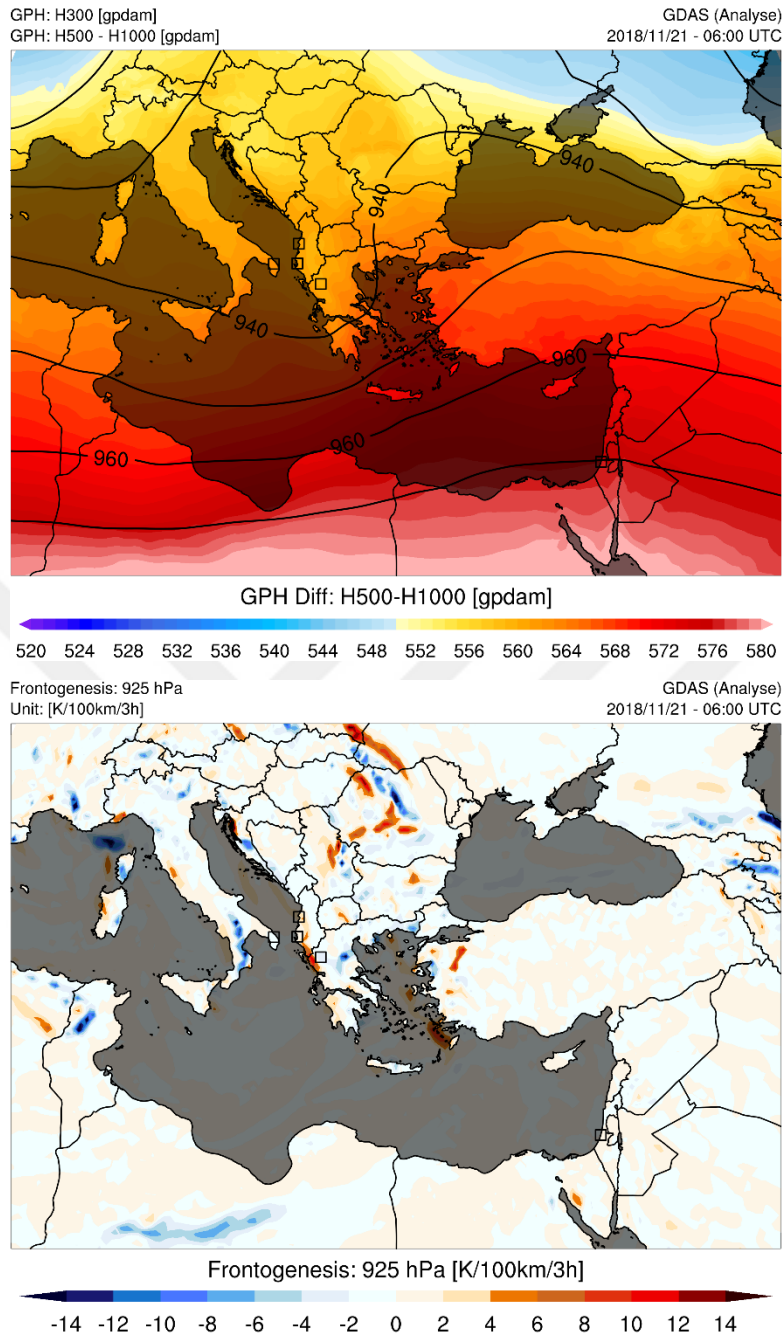 GPH: H300 [gpdam] GDAS (Analyse)
GPH: H500 - H1000 [gpdam] 2018/11/21 - 06:00 UTC
940
940
940
960
960
960
GPH Diff: H500-H1000 [gpdam]
520 524 528 532 536 540 544 548 552 556 560 564 568 572 576 580
Frontogenesis: 925 hPa GDAS (Analyse)
Unit: [K/100km/3h] 2018/11/21 - 06:00 UTC
Frontogenesis: 925 hPa [K/100km/3h]
-14 -12 -10 -8 -6 -4 -2 0 2 4 6 8 10 12 14